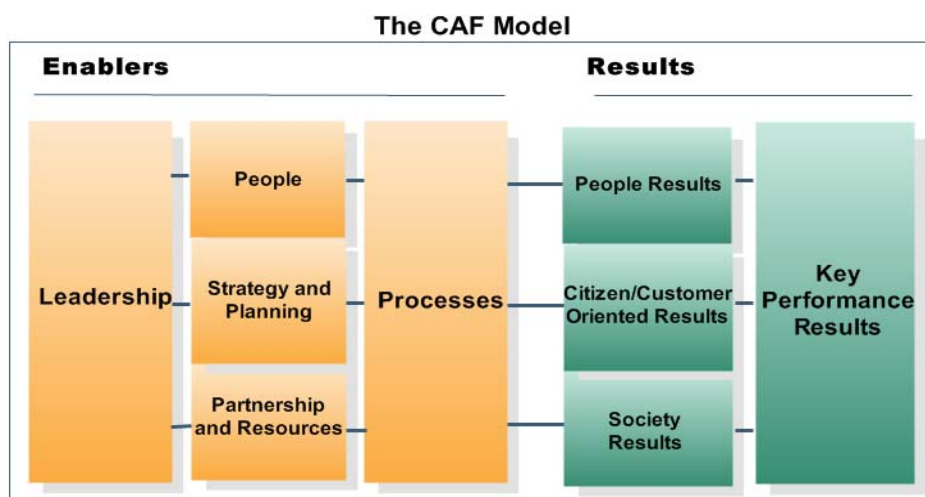 The CAF Model
Enablers
Results
Leadership
People
Strategy and
Planning
Partnership
and Resources
Processes
People Results
Citizen/Customer
Oriented Results
Society
Results
Key
Performance
Results